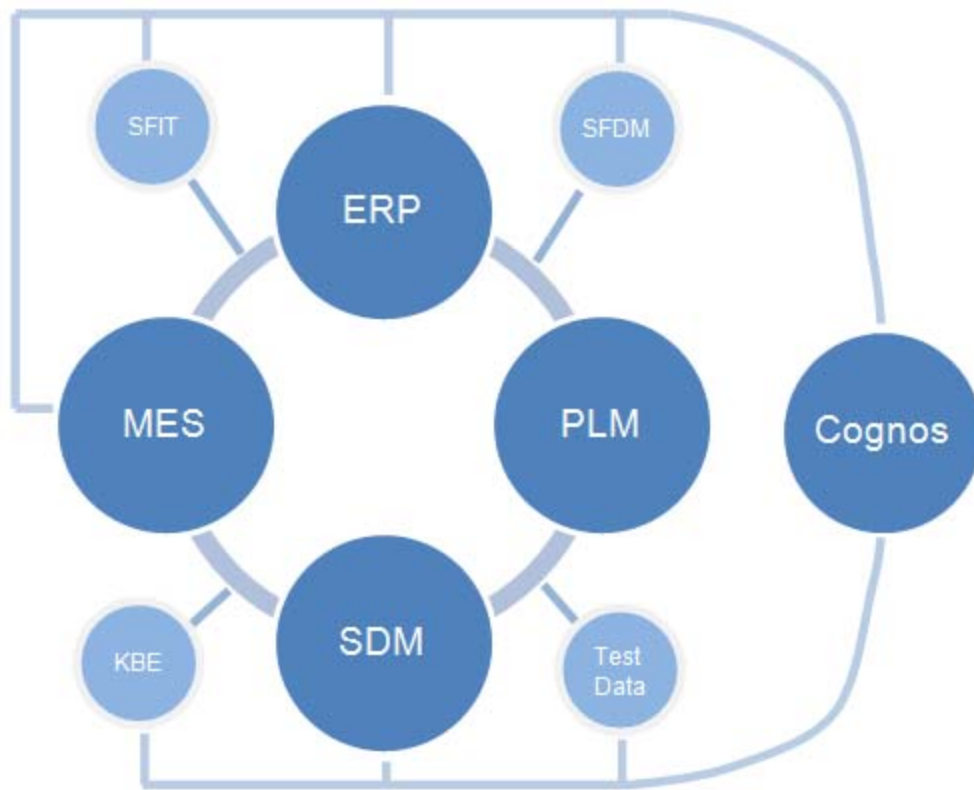 SFIT
SFDM
ERP
MES
PLM
Cognos
KBE
SDM
Test
Data